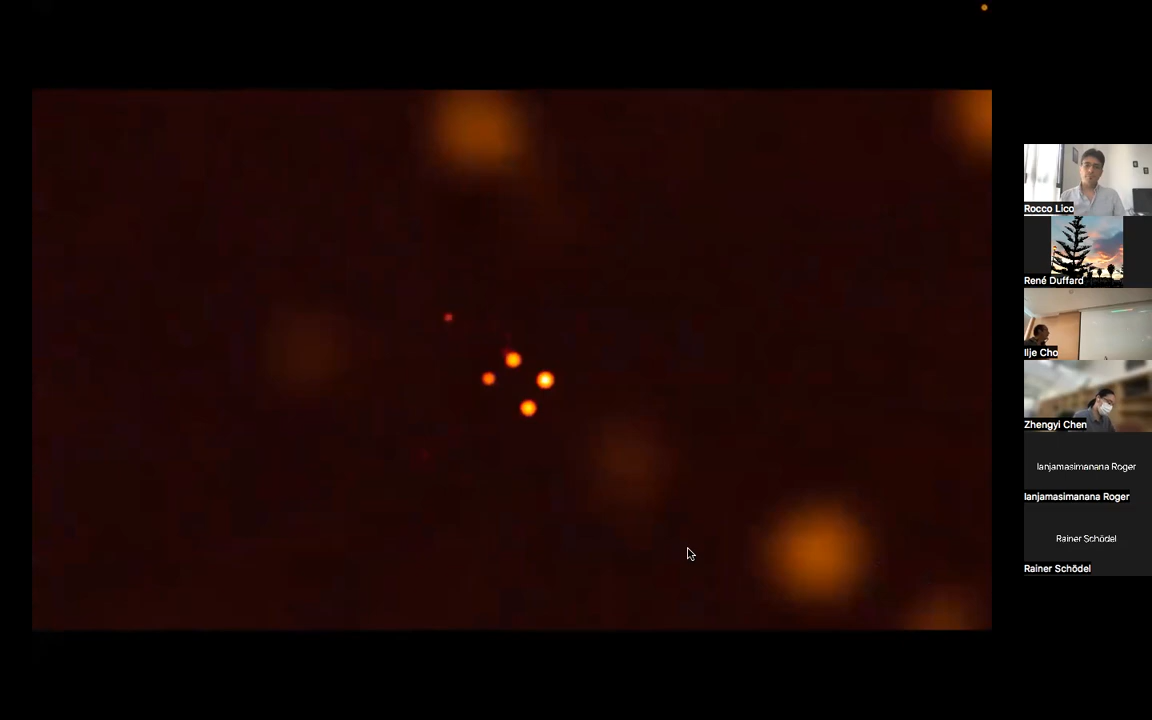 Rocco Lico
René Duffard
Ilje Cho
Zhengyi Chen
Ianjamasimanana Roger
Ianjamasimanana Roger
Rainer Schödel
Rainer Schödel